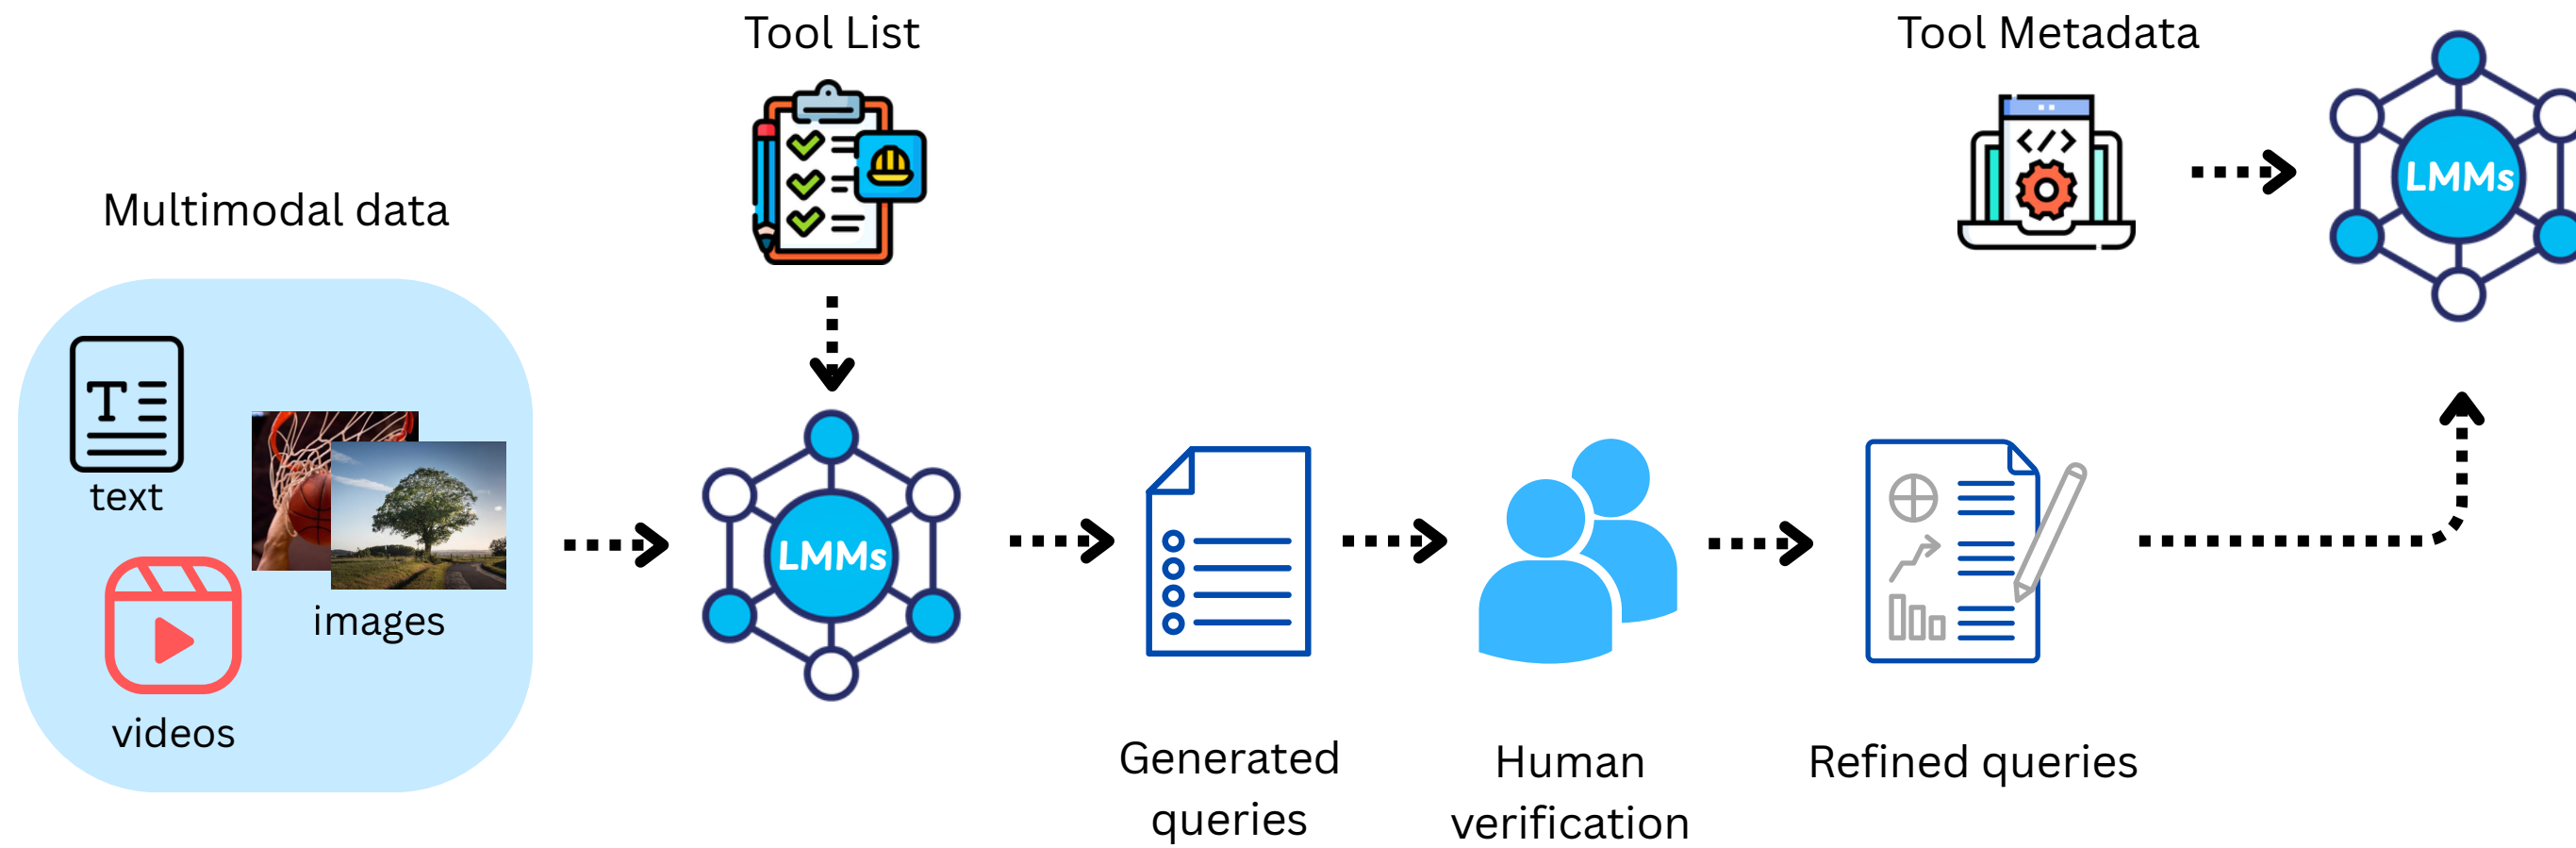 Tool List
Tool Metadata
LMMs
Multimodal data
T
text
images
videos
LMMs
</>
Generated
queries
Human
verification
Refined queries